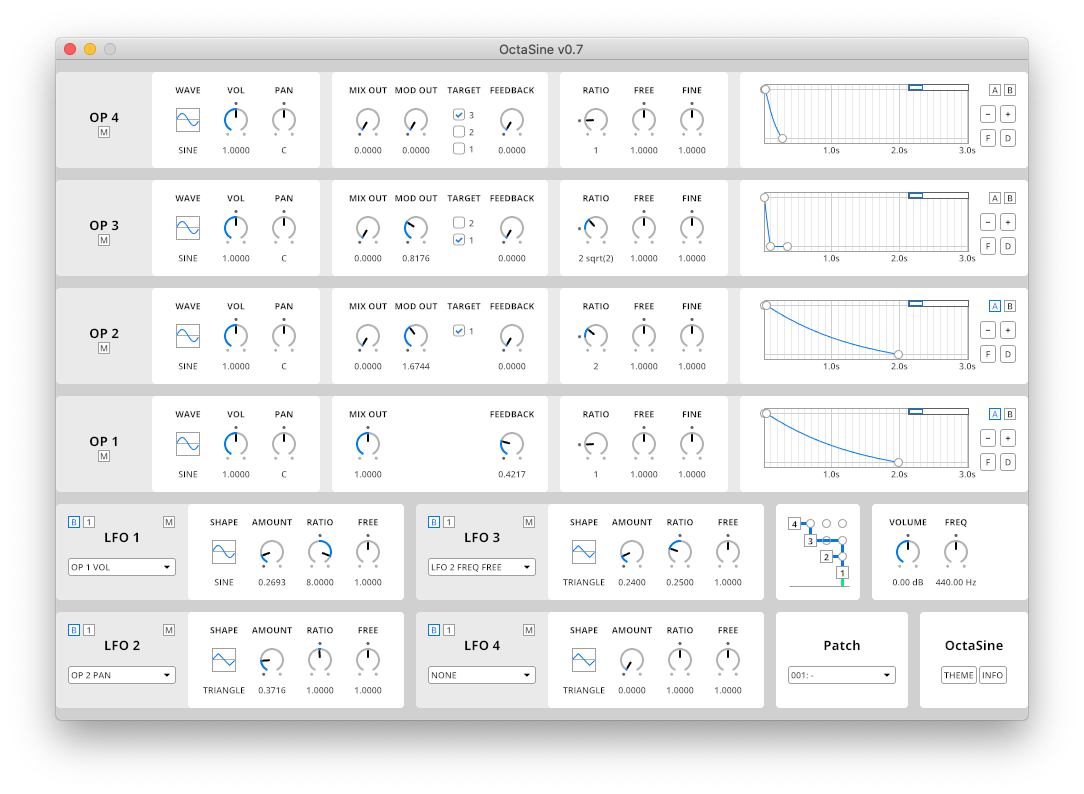 OctaSine v0.7
OP 4
M
WAVE VOL PAN
SINE 1.0000 C
MIX OUT MOD OUT TARGET FEEDBACK
3
2
1
0.0000 0.0000 0.0000
RATIO FREE FINE
1 1.0000 1.0000
1.0s 2.0s 3.0s
A B
- +
F D
OP 3
M
WAVE VOL PAN
SINE 1.0000 C
MIX OUT MOD OUT TARGET FEEDBACK
2
1
0.0000 0.8176 0.0000
RATIO FREE FINE
2 sqrt(2) 1.0000 1.0000
1.0s 2.0s 3.0s
A B
- +
F D
OP 2
M
WAVE VOL PAN
SINE 1.0000 C
MIX OUT MOD OUT TARGET FEEDBACK
1
0.0000 1.6744 0.0000
RATIO FREE FINE
2 1.0000 1.0000
1.0s 2.0s 3.0s
A B
- +
F D
OP 1
M
WAVE VOL PAN
SINE 1.0000 C
MIX OUT FEEDBACK
1.0000 0.4217
RATIO FREE FINE
1 1.0000 1.0000
1.0s 2.0s 3.0s
A B
- +
F D
B 1 M
LFO 1
OP 1 VOL
SHAPE AMOUNT RATIO FREE
SINE 0.2693 8.0000 1.0000
B 1 M
LFO 3
LFO 2 FREQ FREE
SHAPE AMOUNT RATIO FREE
TRIANGLE 0.2400 0.2500 1.0000
4
3
2
1
VOLUME FREQ
0.00 dB 440.00 Hz
B 1 M
LFO 2
OP 2 PAN
SHAPE AMOUNT RATIO FREE
TRIANGLE 0.3716 1.0000 1.0000
B 1 M
LFO 4
NONE
SHAPE AMOUNT RATIO FREE
TRIANGLE 0.0000 1.0000 1.0000
Patch
001: -
OctaSine
THEME INFO